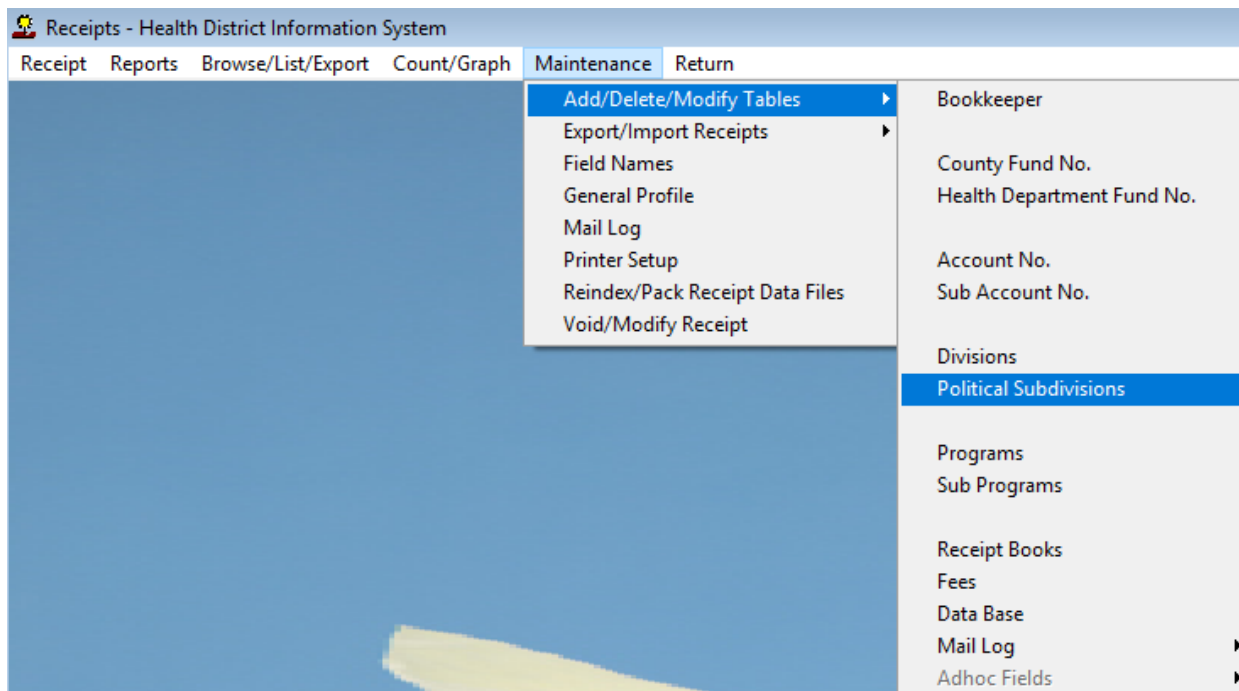 Receipts - Health District Information System
Receipt Reports Browse/List/Export Count/Graph Maintenance Return
Add/Delete/Modify Tables
Export/Import Receipts
Field Names
General Profile
Mail Log
Printer Setup
Reindex/Pack Receipt Data Files
Void/Modify Receipt
Bookkeeper
County Fund No.
Health Department Fund No.
Account No.
Sub Account No.
Divisions
Political Subdivisions
Programs
Sub Programs
Receipt Books
Fees
Data Base
Mail Log
Adhoc Fields